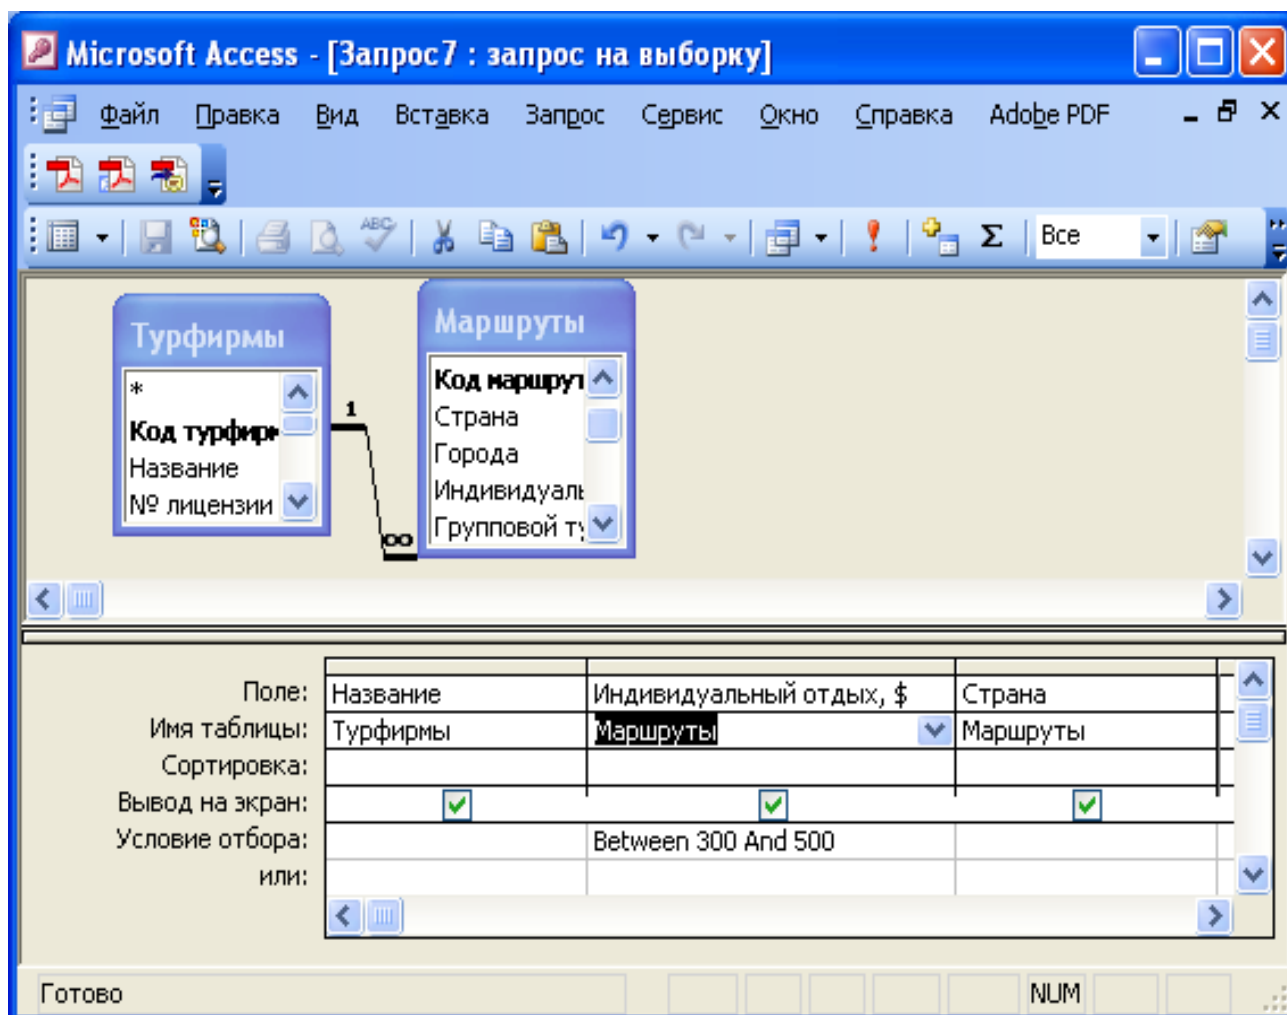 Microsoft Access - [Запрос7 : запрос на выборку]
Файл Правка Вид Вставка Запрос Сервис Окно Справка Adobe PDF
ABC Σ Все
Турфирмы
*
Код турфирм
Название
№ лицензии
1
∞
Маршруты
Код маршрут
Страна
Города
Индивидуаль
Групповой ту
Поле: Название Индивидуальный отдых, $ Страна
Имя таблицы: Турфирмы Маршруты Маршруты
Сортировка:
Вывод на экран:
Условие отбора: Between 300 And 500
или:
Готово NUM